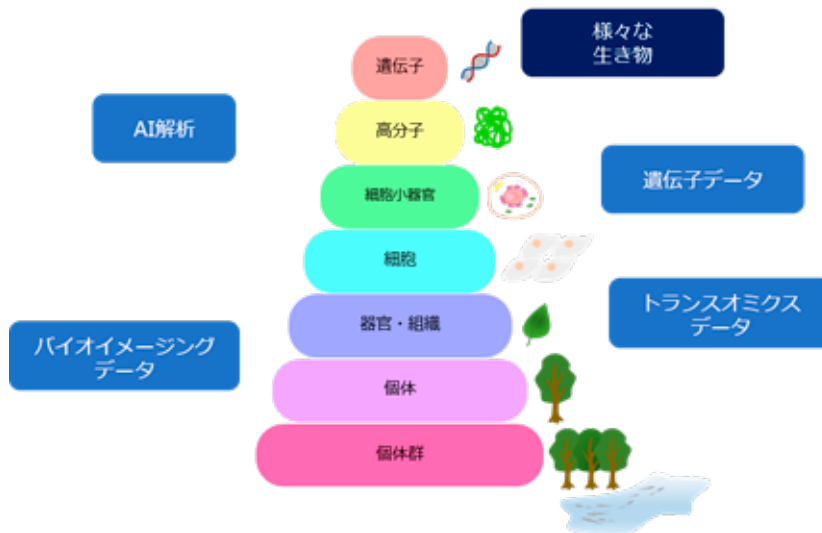 様々な
生き物
遺伝子
AI解析
高分子
遺伝子データ
細胞小器官
細胞
トランスオミクス
データ
器官・組織
バイオイメージング
データ
個体
個体群